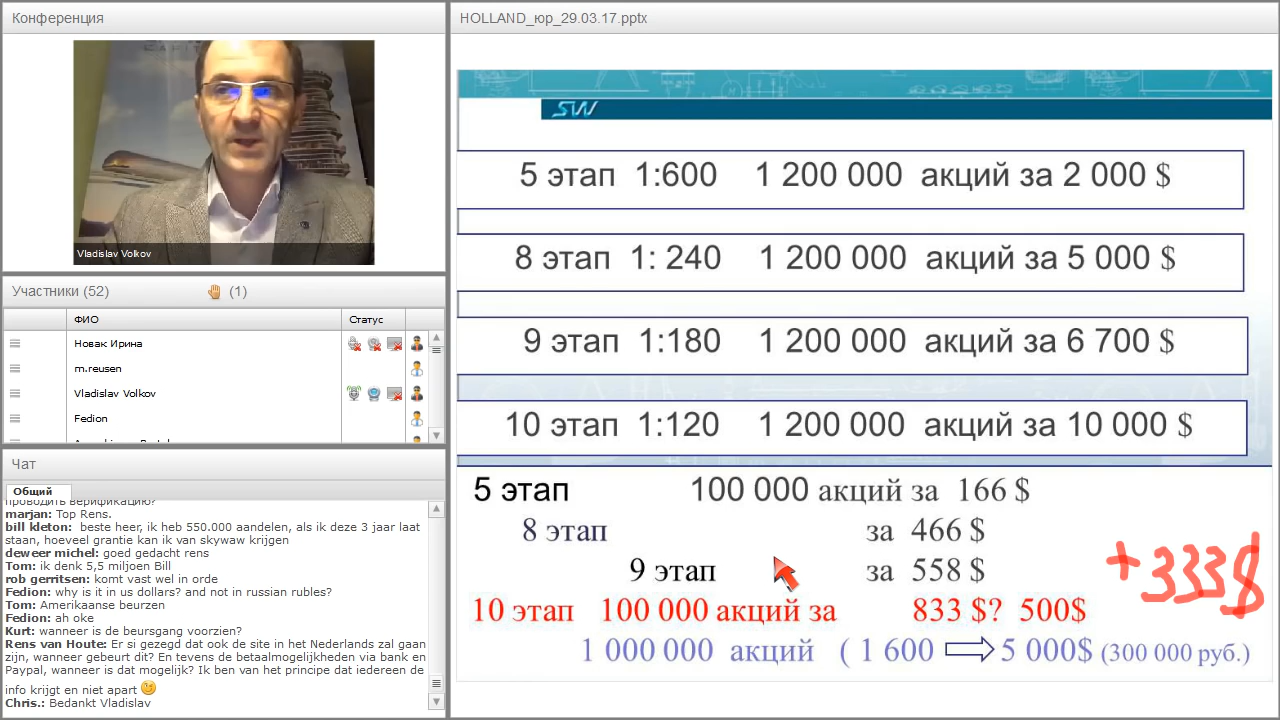 Конференция
Vladislav Volkov
Участники (52) (1)
ФИО Статус
Новак Ирина
m.reusen
Vladislav Volkov
Fedion
Чат
Общий
проводить верификацию?
marjan: Top Rens.
bill kleton: beste heer, ik heb 550.000 aandelen, als ik deze 3 jaar laat
staan, hoeveel grantie kan ik van skywaw krijgen
deweer michel: goed gedacht rens
Tom: ik denk 5,5 miljoen Bill
rob gerritsen: komt vast wel in orde
Fedion: why is it in us dollars? and not in russian rubles?
Tom: Amerikaanse beurzen
Fedion: ah oke
Kurt: wanneer is de beursgang voorzien?
Rens van Houte: Er si gezegd dat ook de site in het Nederlands zal gaan
zijn, wanneer gebeurt dit? En tevens de betaalmogelijkheden via bank en
Paypal, wanneer is dat mogelijk? Ik ben van het principe dat iedereen de
info krijgt en niet apart
Chris.: Bedankt Vladislav
HOLLAND_юр_29.03.17.pptx
SW
5 этап 1:600 1 200 000 акций за 2 000 $
8 этап 1: 240 1 200 000 акций за 5 000 $
9 этап 1:180 1 200 000 акций за 6 700 $
10 этап 1:120 1 200 000 акций за 10 000 $
5 этап 100 000 акций за 166 $
8 этап за 466 $
9 этап за 558 $
+333$
10 этап 100 000 акций за 833 $? 500$
1 000 000 акций ( 1 600 5 000$ (300 000 руб.)